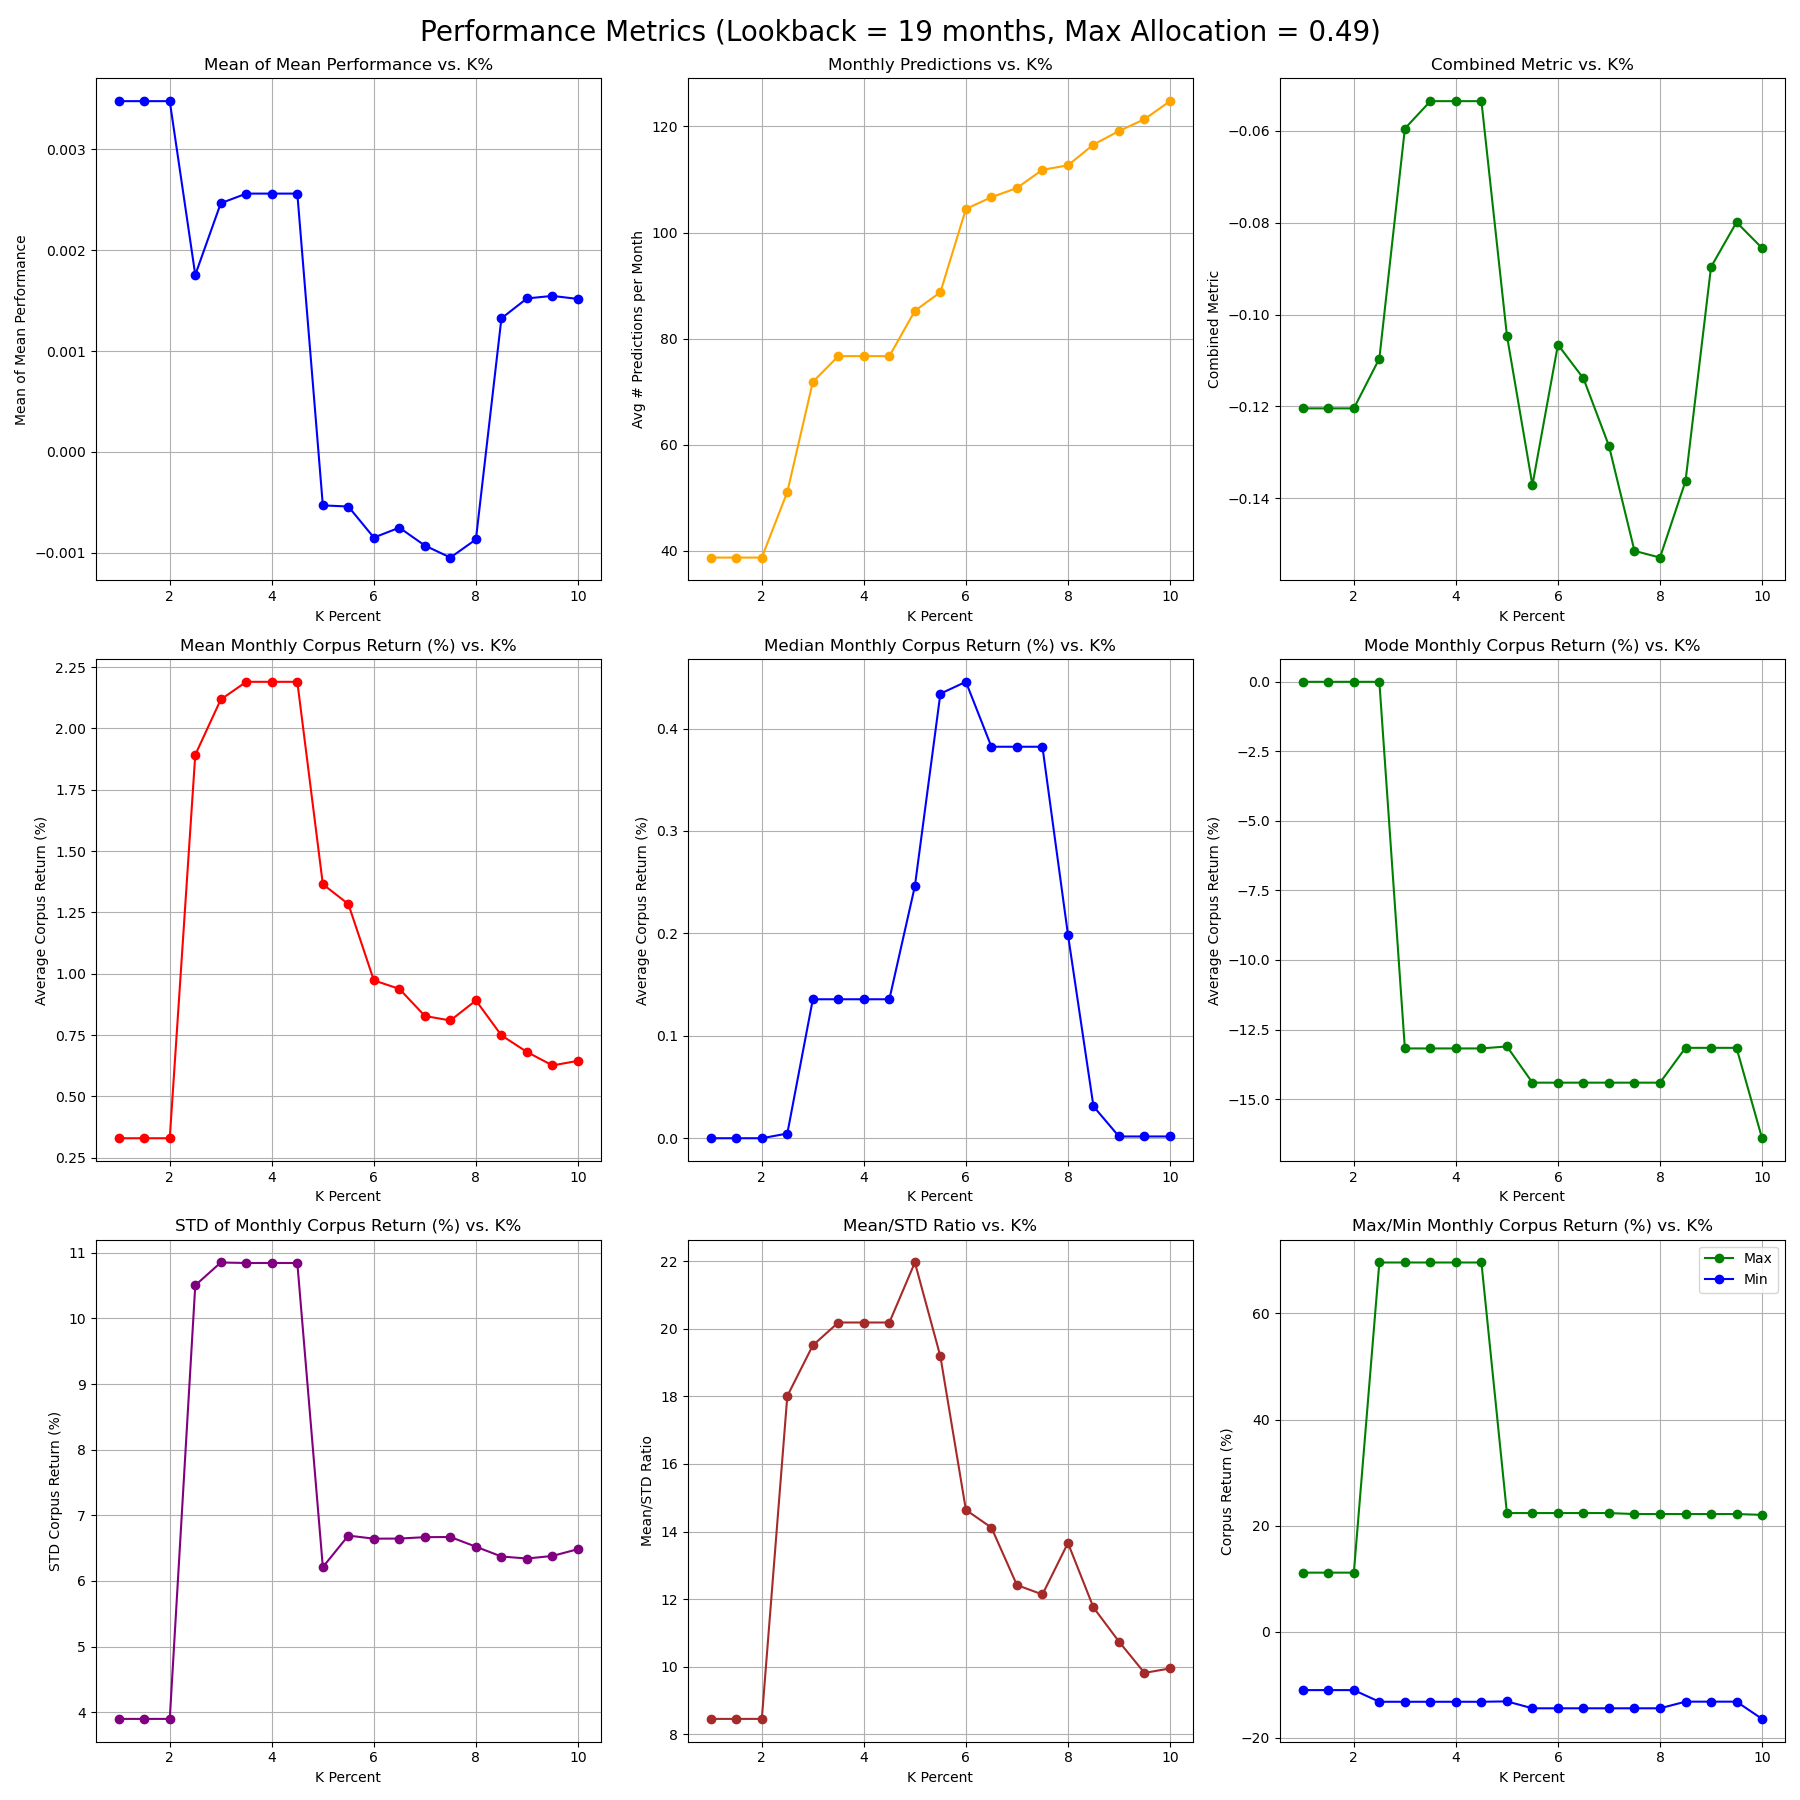 Performance Metrics (Lookback = 19 months, Max Allocation = 0.49)
Mean of Mean Performance vs. K%
Mean of Mean Performance
0.003
0.002
0.001
0.000
−0.001
2 4 6 8 10
K Percent
Monthly Predictions vs. K%
Avg # Predictions per Month
120
100
80
60
40
2 4 6 8 10
K Percent
Combined Metric vs. K%
Combined Metric
−0.06
−0.08
−0.10
−0.12
−0.14
2 4 6 8 10
K Percent
Mean Monthly Corpus Return (%) vs. K%
Average Corpus Return (%)
2.25
2.00
1.75
1.50
1.25
1.00
0.75
0.50
0.25
2 4 6 8 10
K Percent
Median Monthly Corpus Return (%) vs. K%
Average Corpus Return (%)
0.4
0.3
0.2
0.1
0.0
2 4 6 8 10
K Percent
Mode Monthly Corpus Return (%) vs. K%
Average Corpus Return (%)
0.0
−2.5
−5.0
−7.5
−10.0
−12.5
−15.0
2 4 6 8 10
K Percent
STD of Monthly Corpus Return (%) vs. K%
STD Corpus Return (%)
11
10
9
8
7
6
5
4
2 4 6 8 10
K Percent
Mean/STD Ratio vs. K%
Mean/STD Ratio
22
20
18
16
14
12
10
8
2 4 6 8 10
K Percent
Max/Min Monthly Corpus Return (%) vs. K%
Corpus Return (%)
Max
Min
60
40
20
0
−20
2 4 6 8 10
K Percent